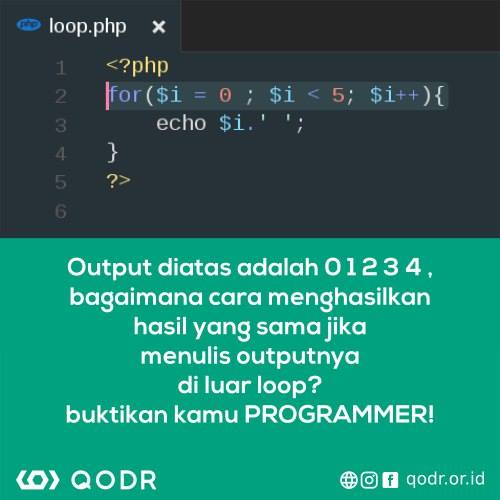 php loop.php ×
1 <?php
2 for($i = 0 ; $i < 5; $i++){
3 echo $i.' ';
4 }
5 ?>
6
Output diatas adalah 0 1 2 3 4 ,
bagaimana cara menghasilkan
hasil yang sama jika
menulis outputnya
di luar loop?
buktikan kamu PROGRAMMER!
QODR
qodr.or.id